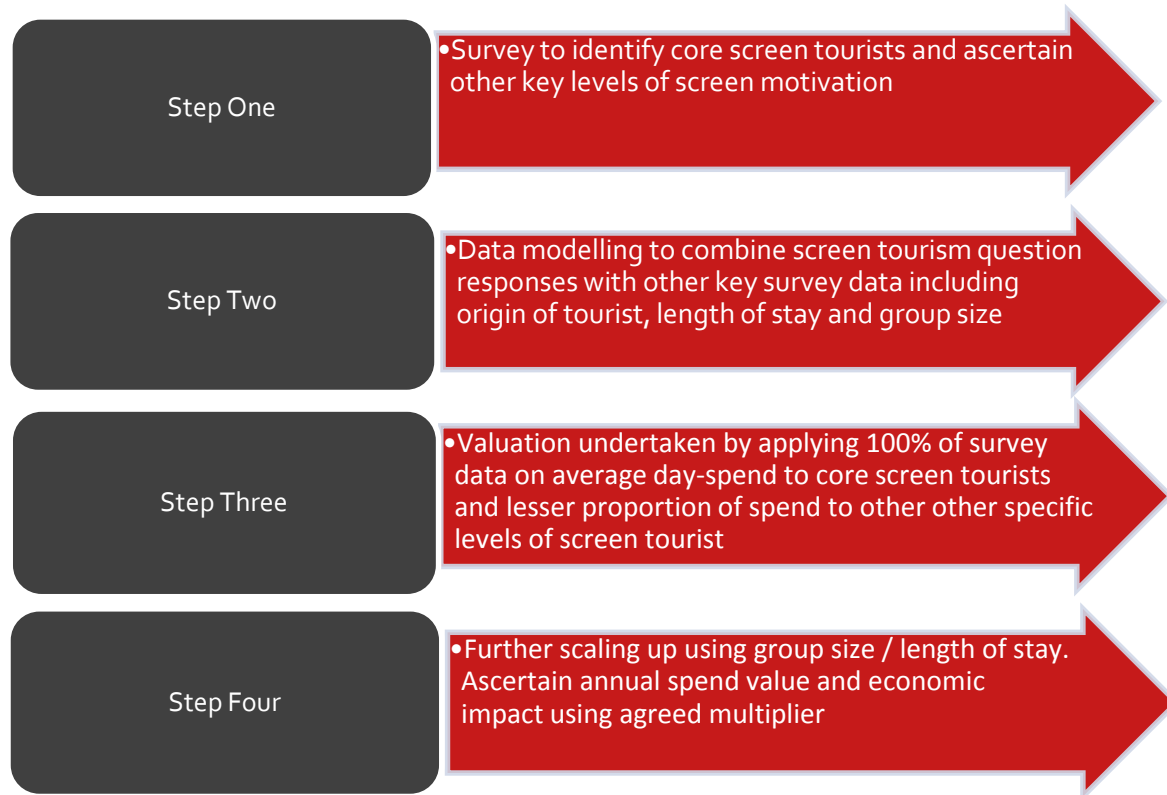 Step One
•Survey to identify core screen tourists and ascertain
other key levels of screen motivation
Step Two
•Data modelling to combine screen tourism question
responses with other key survey data including
origin of tourist, length of stay and group size
Step Three
•Valuation undertaken by applying 100% of survey
data on average day-spend to core screen tourists
and lesser proportion of spend to other other specific
levels of screen tourist
Step Four
•Further scaling up using group size / length of stay.
Ascertain annual spend value and economic
impact using agreed multiplier